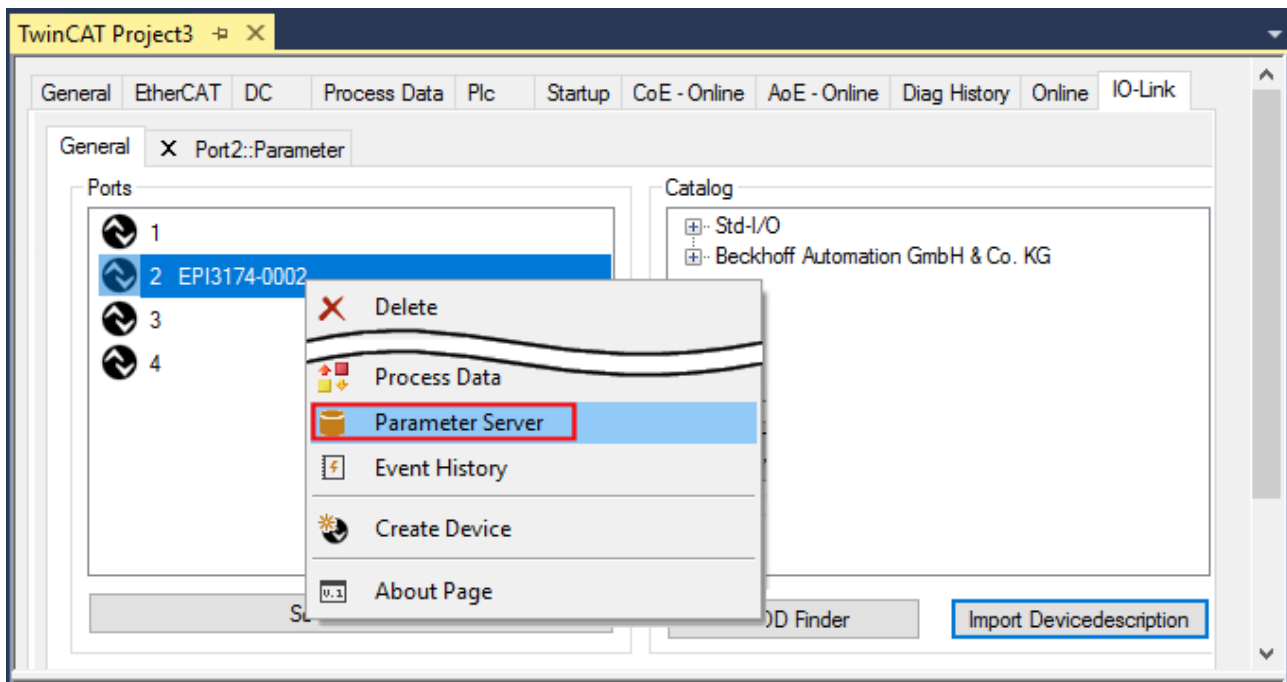 TwinCAT Project3
General EtherCAT DC Process Data Plc Startup CoE - Online AoE - Online Diag History Online IO-Link
General X Port2::Parameter
Ports
1
2 EPI3174-0002
3
4
Delete
Process Data
Parameter Server
Event History
Create Device
About Page
Catalog
Std-I/O
Beckhoff Automation GmbH & Co. KG
Finder
Import Devicedescription